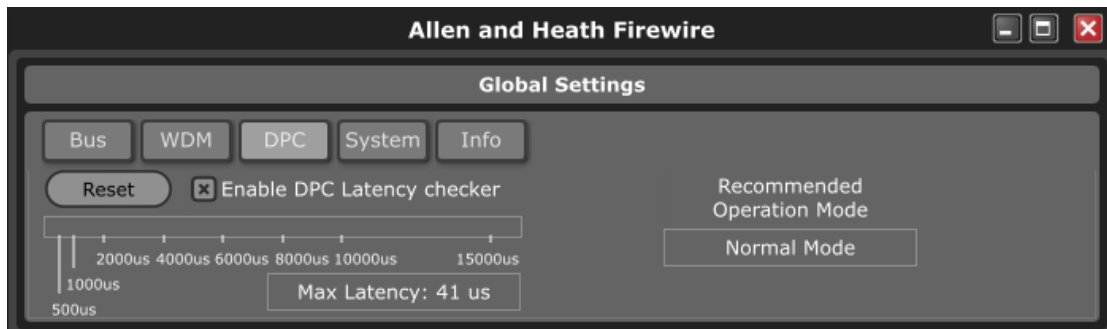 Allen and Heath Firewire
Global Settings
Bus WDM DPC System Info
Reset Enable DPC Latency checker
Recommended
Operation Mode
Normal Mode
2000us 4000us 6000us 8000us 10000us 15000us
1000us
500us
Max Latency: 41 us